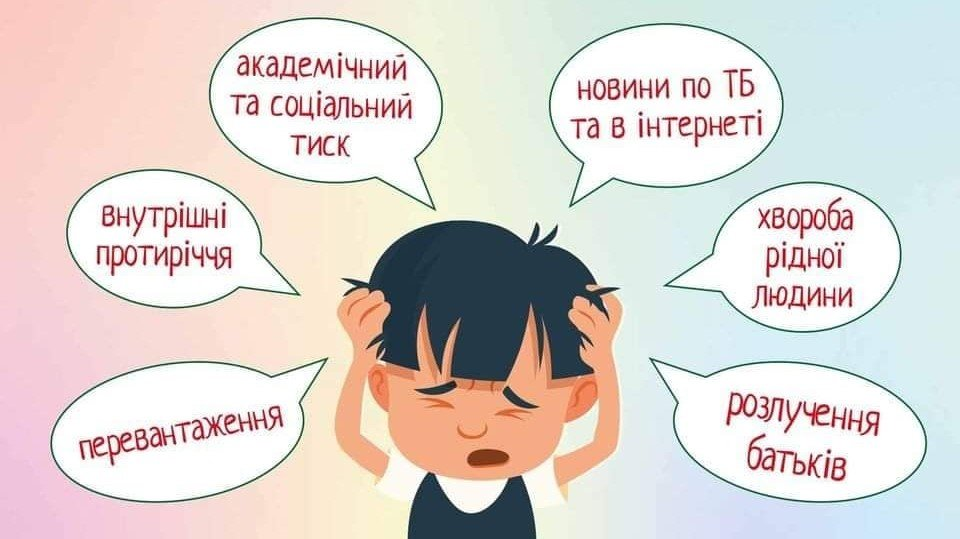 академічний
та соціальний
тиск
новини по ТБ
та в інтернеті
внутрішні
протиріччя
хвороба
рідної
людини
перевантаження
розлучення
батьків